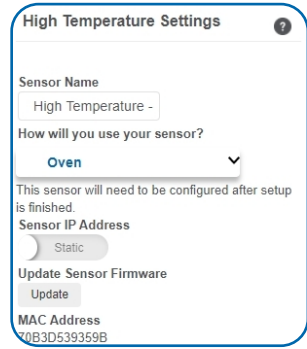 High Temperature Settings ?
Sensor Name
High Temperature -
How will you use your sensor?
Oven
This sensor will need to be configured after setup
is finished.
Sensor IP Address
Static
Update Sensor Firmware
Update
MAC Address
70B3D539359B